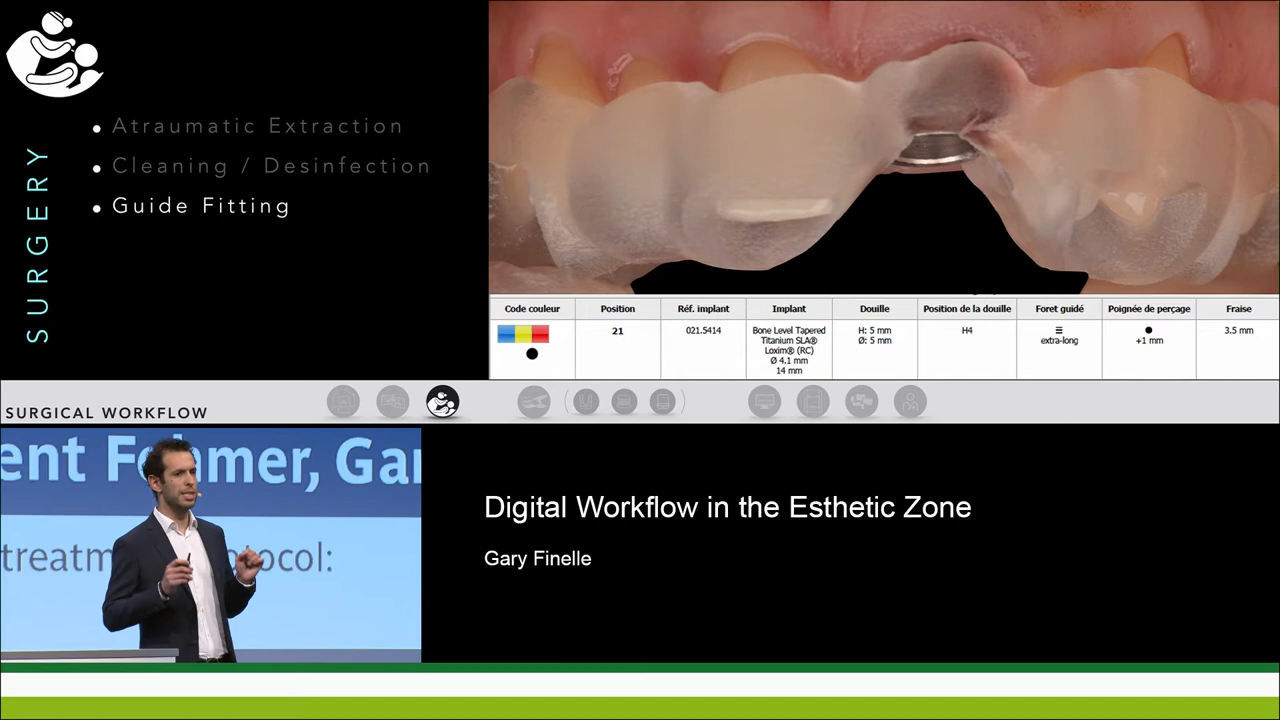 SURGERY
Atraumatic Extraction
Cleaning / Desinfection
Guide Fitting
Code couleur
Position
Réf. implant
Implant
Douille
Position de la douille
Foret guidé
Poignée de perçage
Fraise
21
021.5414
Bone Level Tapered
Titanium SLA®
Loxim® (RC)
Ø 4.1 mm
14 mm
H: 5 mm
Ø: 5 mm
H4
extra-long
+1 mm
3.5 mm
SURGICAL WORKFLOW
ent Fehmer, Gar
treatm otocol:
Digital Workflow in the Esthetic Zone
Gary Finelle